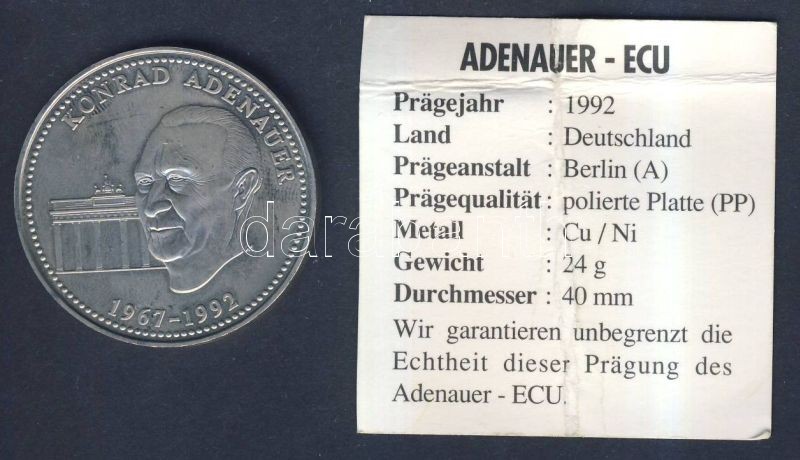 KONRAD ADENAUER
1967-1992
ADENAUER - ECU
Prägejahr : 1992
Land : Deutschland
Prägeanstalt : Berlin (A)
Prägequalität : polierte Platte (PP)
Metall : Cu / Ni
Gewicht : 24 g
Durchmesser : 40 mm
Wir garantieren unbegrenzt die
Echtheit dieser Prägung des
Adenauer - ECU.